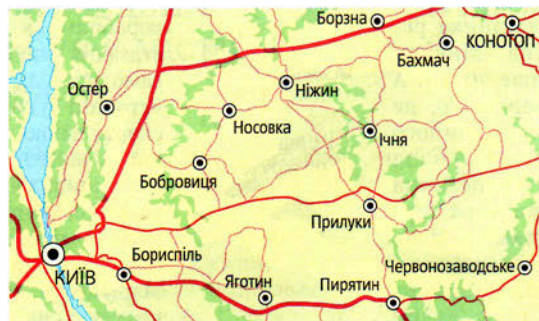 Борзна
КОНОТОП
Бахмач
Остер
Ніжин
Носовка
Ічня
Бобровиця
Прилуки
КИЇВ
Бориспіль
Яготин
Пирятин
Червонозаводське